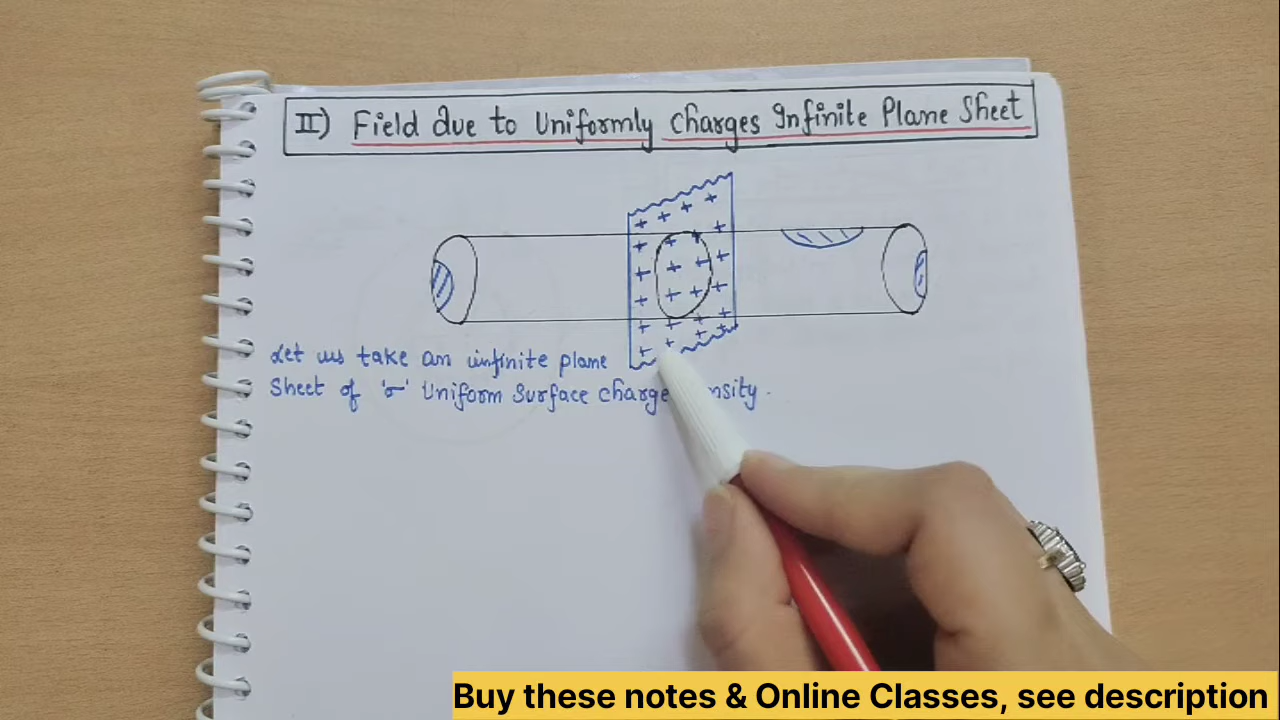 II) Field due to Uniformly charges Infinite Plane Sheet
Let us take an infinite plane
Sheet of 'σ' Uniform Surface charge
Buy these notes & Online Classes, see description